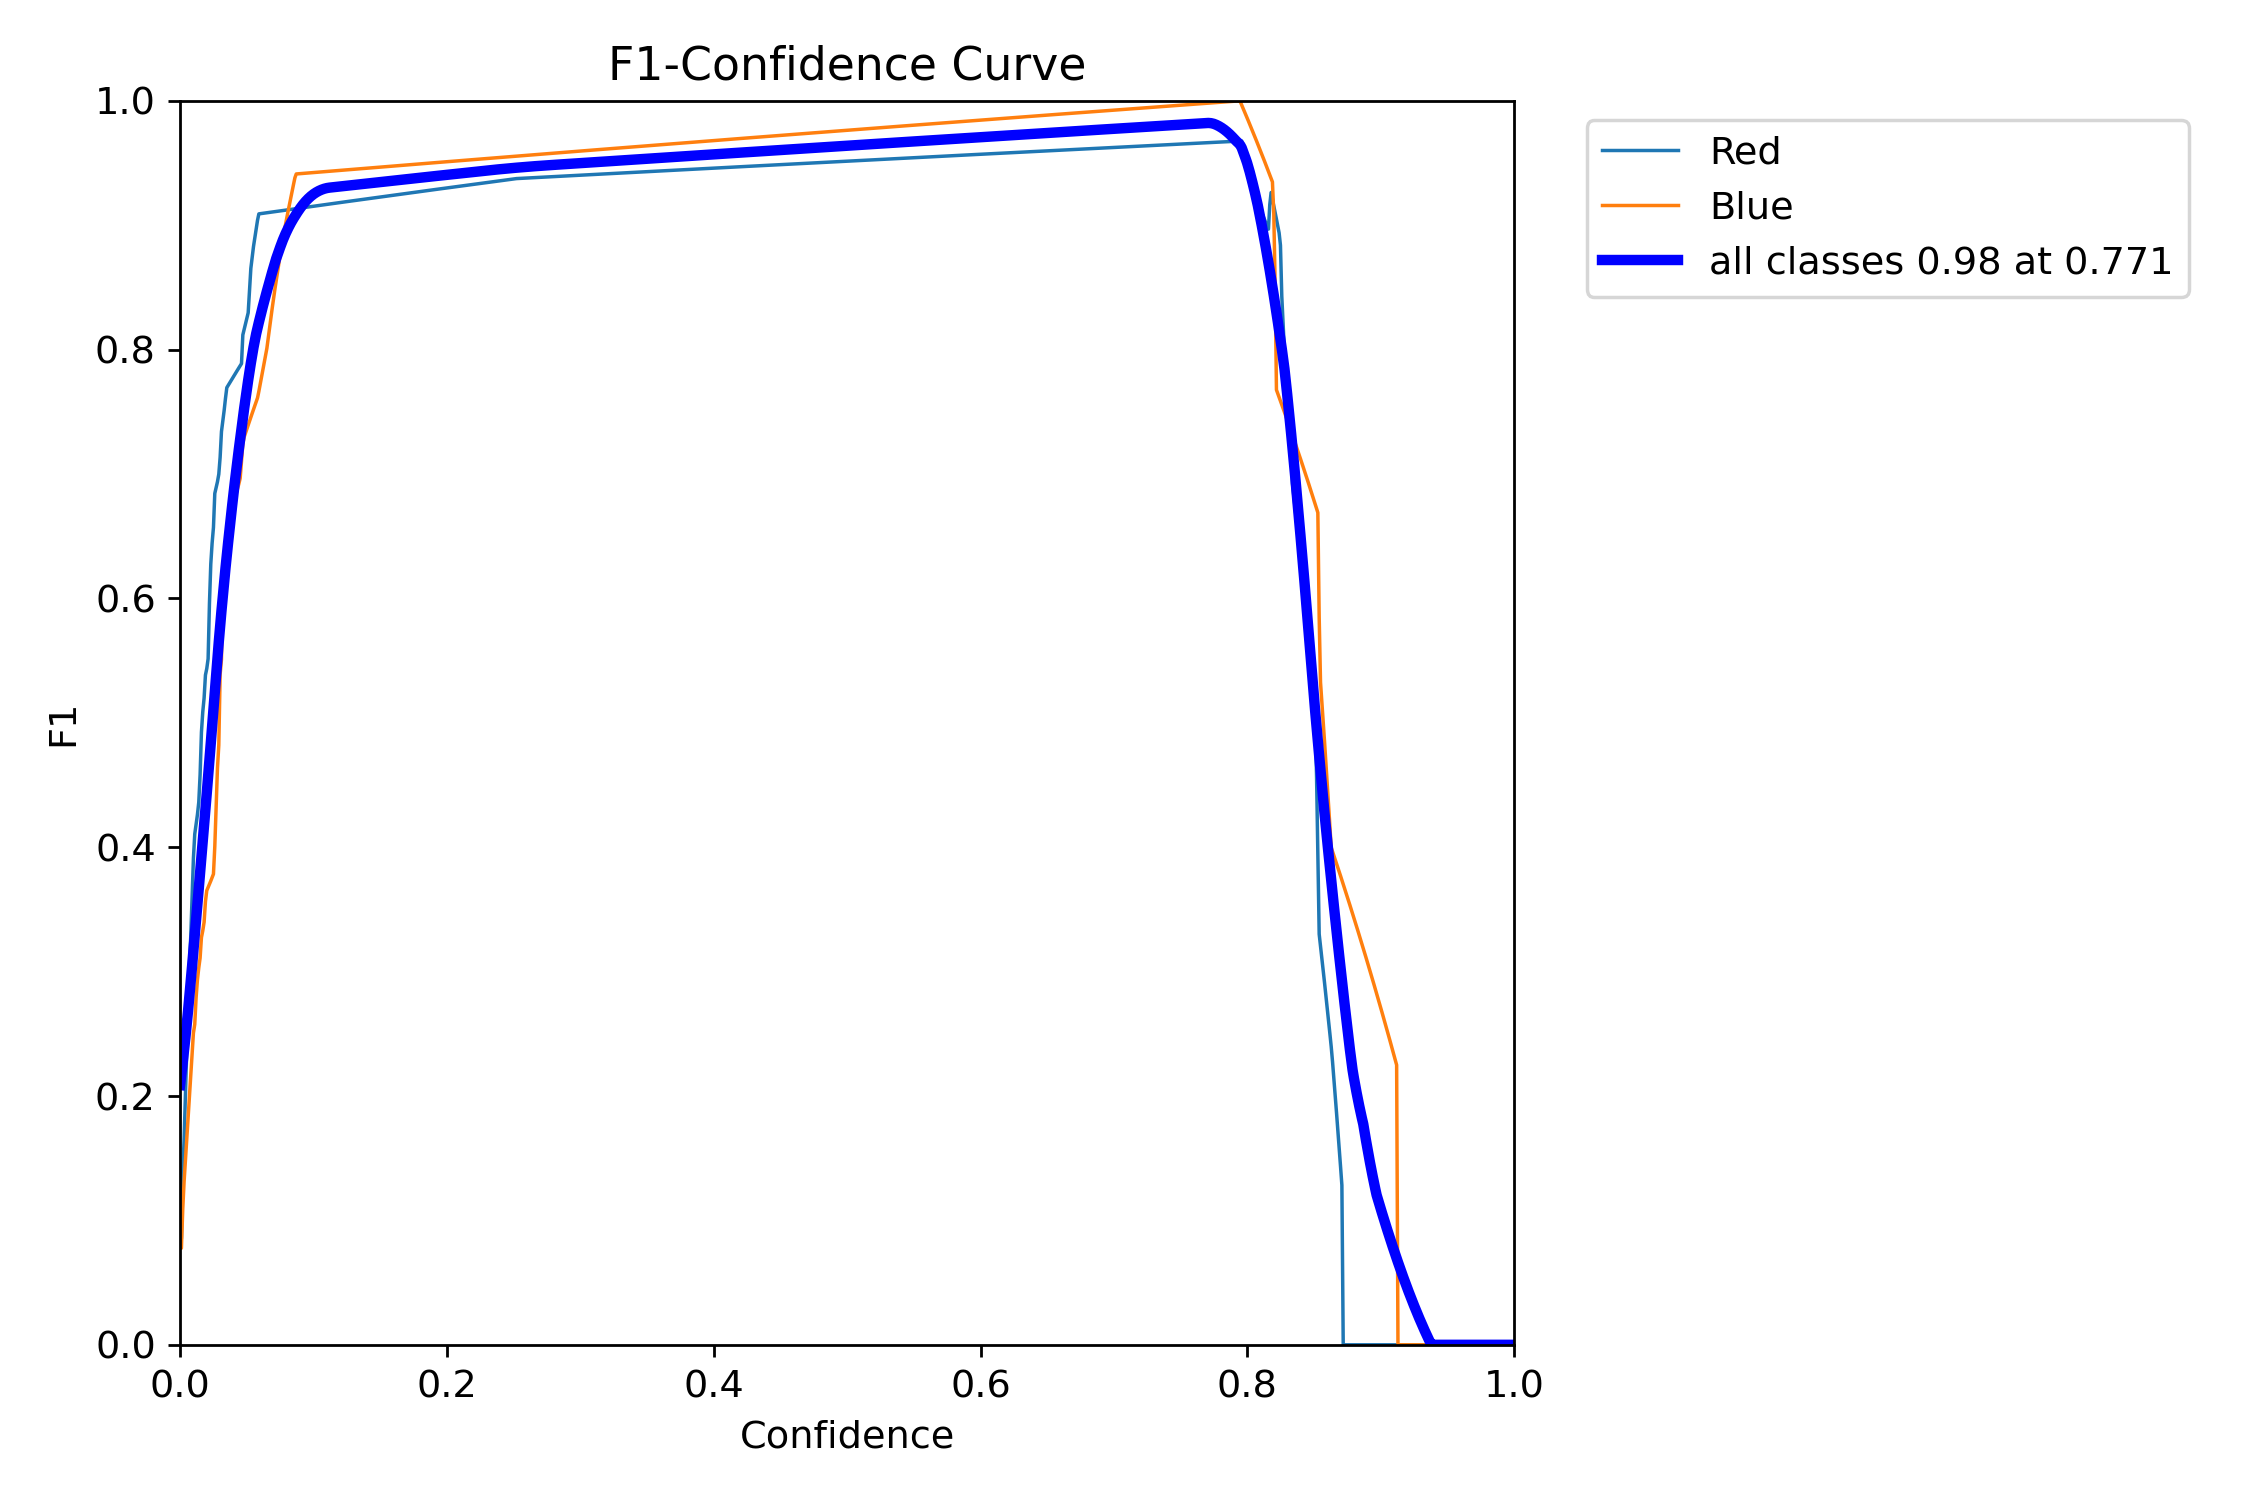 F1-Confidence Curve
Red
Blue
all classes 0.98 at 0.771
1.0
0.8
0.6
0.4
0.2
0.0
F1
0.0 0.2 0.4 0.6 0.8 1.0
Confidence